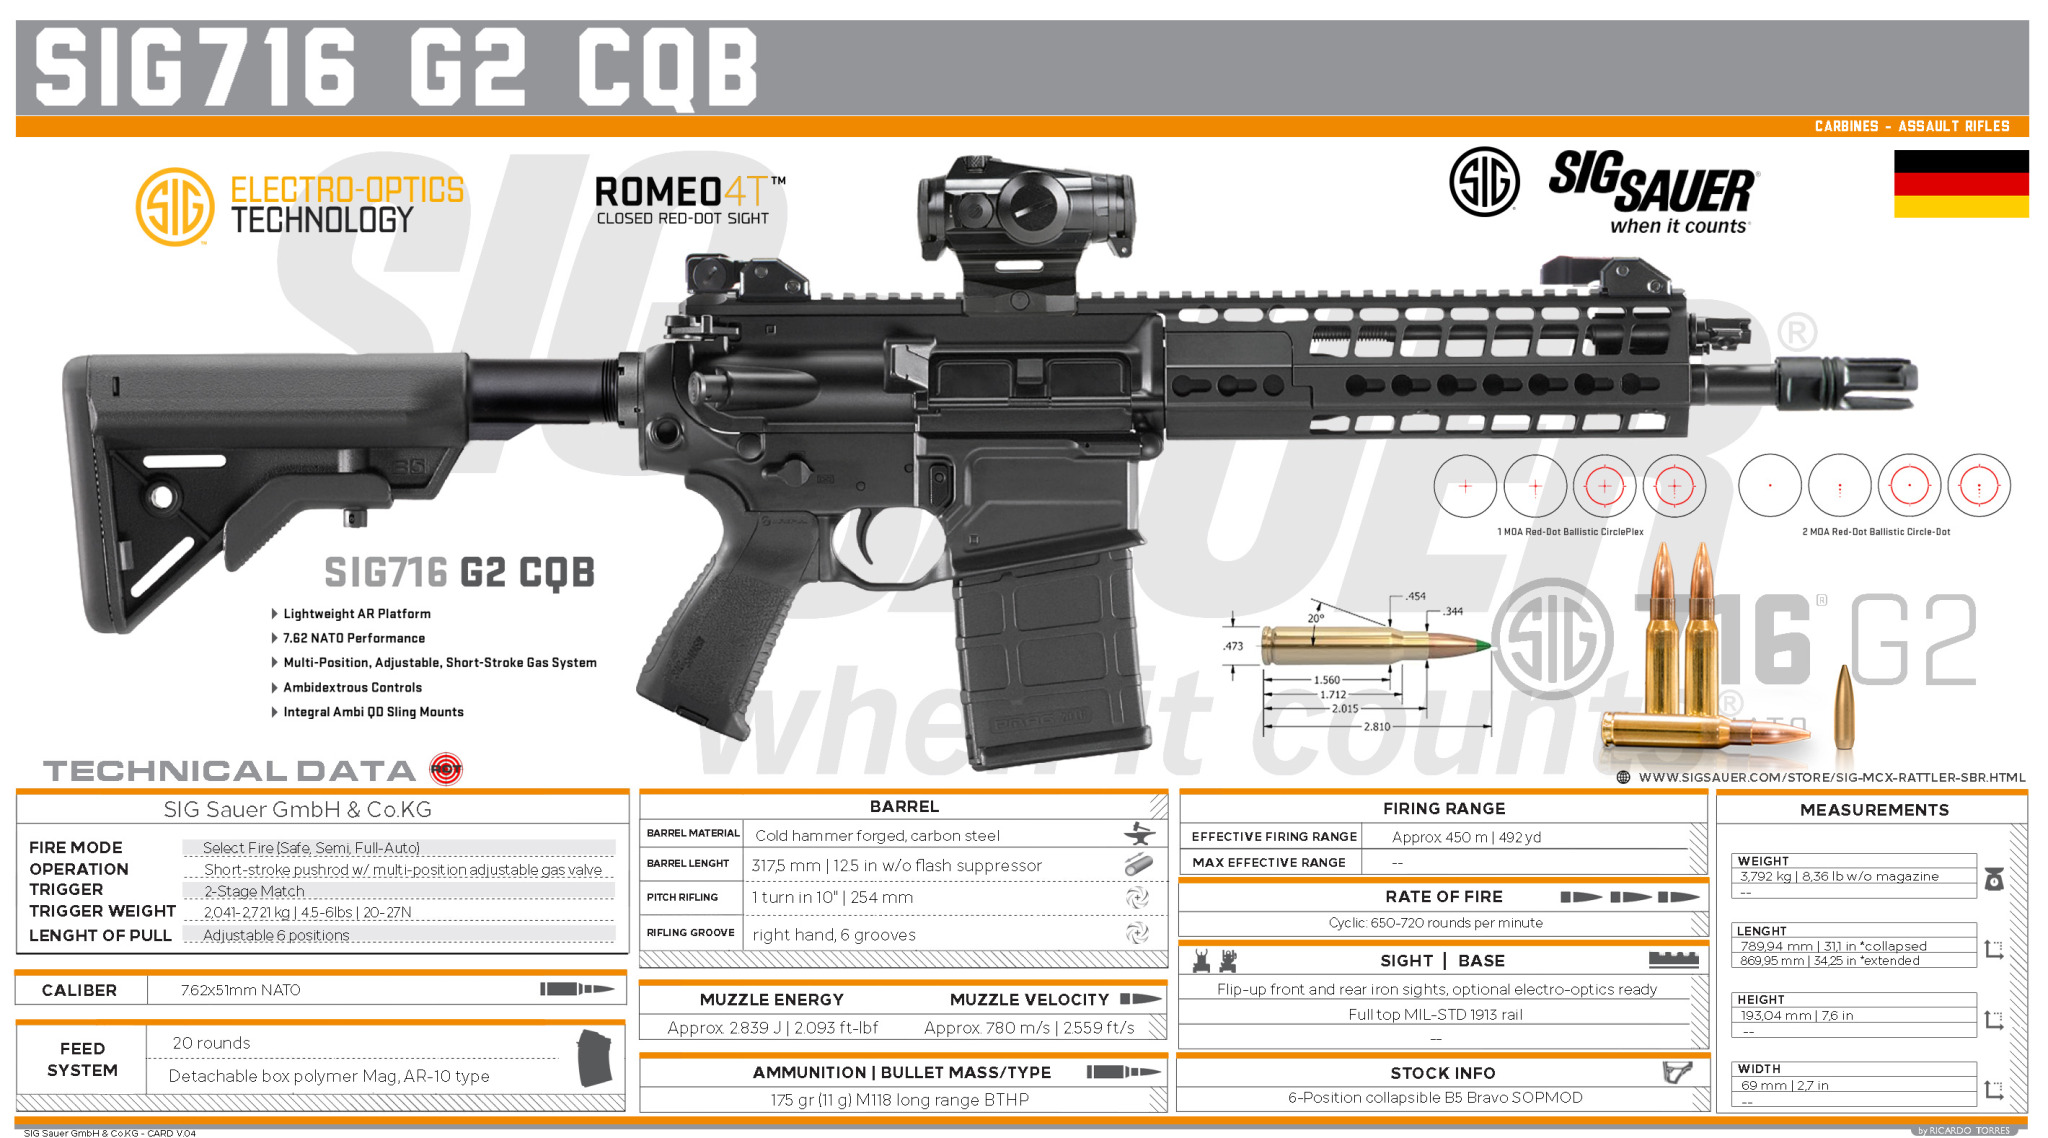 SIG716 G2 CQB
CARBINES - ASSAULT RIFLES
SIG ELECTRO-OPTICS
TECHNOLOGY
ROMEO4T™
CLOSED RED-DOT SIGHT
SIG SIG SAUER®
when it counts®
SIG SAUER®
when it counts®
1 MOA Red-Dot Ballistic CirclePlex
2 MOA Red-Dot Ballistic Circle-Dot
SIG716 G2 CQB
Lightweight AR Platform
7.62 NATO Performance
Multi-Position, Adjustable, Short-Stroke Gas System
Ambidextrous Controls
Integral Ambi QD Sling Mounts
.454
.344
20°
.473
1.560
1.712
2.015
2.810
SIG 716® G2
WWW.SIGSAUER.COM/STORE/SIG-MCX-RATTLER-SBR.HTML
TECHNICAL DATA
SIG Sauer GmbH & Co.KG
FIRE MODE Select Fire (Safe, Semi, Full-Auto)
OPERATION Short-stroke pushrod w/ multi-position adjustable gas valve
TRIGGER 2-Stage Match
TRIGGER WEIGHT 2,041-2,721 kg | 4.5-6lbs | 20-27N
LENGHT OF PULL Adjustable 6 positions
CALIBER 7.62x51mm NATO
FEED
SYSTEM
20 rounds
Detachable box polymer Mag, AR-10 type
BARREL
BARREL MATERIAL Cold hammer forged, carbon steel
BARREL LENGHT 317,5 mm | 12.5 in w/o flash suppressor
PITCH RIFLING 1 turn in 10" | 254 mm
RIFLING GROOVE right hand, 6 grooves
MUZZLE ENERGY MUZZLE VELOCITY
Approx. 2.839 J | 2.093 ft-lbf Approx. 780 m/s | 2.559 ft/s
AMMUNITION | BULLET MASS/TYPE
175 gr (11 g) M118 long range BTHP
FIRING RANGE
EFFECTIVE FIRING RANGE Approx 450 m | 492 yd
MAX EFFECTIVE RANGE --
RATE OF FIRE
Cyclic: 650-720 rounds per minute
SIGHT | BASE
Flip-up front and rear iron sights, optional electro-optics ready
Full top MIL-STD 1913 rail
--
STOCK INFO
6-Position collapsible B5 Bravo SOPMOD
MEASUREMENTS
WEIGHT
3,792 kg | 8,36 lb w/o magazine
--
LENGHT
789,94 mm | 31,1 in *collapsed
869,95 mm | 34,25 in *extended
HEIGHT
193,04 mm | 7,6 in
--
WIDTH
69 mm | 2,7 in
--
SIG Sauer GmbH & Co.KG - CARD V.04
by RICARDO TORRES